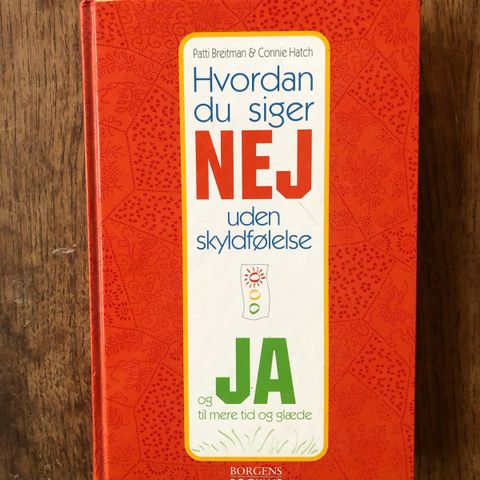 Patti Breitman & Connie Hatch
Hvordan
du siger
NEJ
uden
skyldfølelse
og JA
til mere tid og glæde
BORGENS